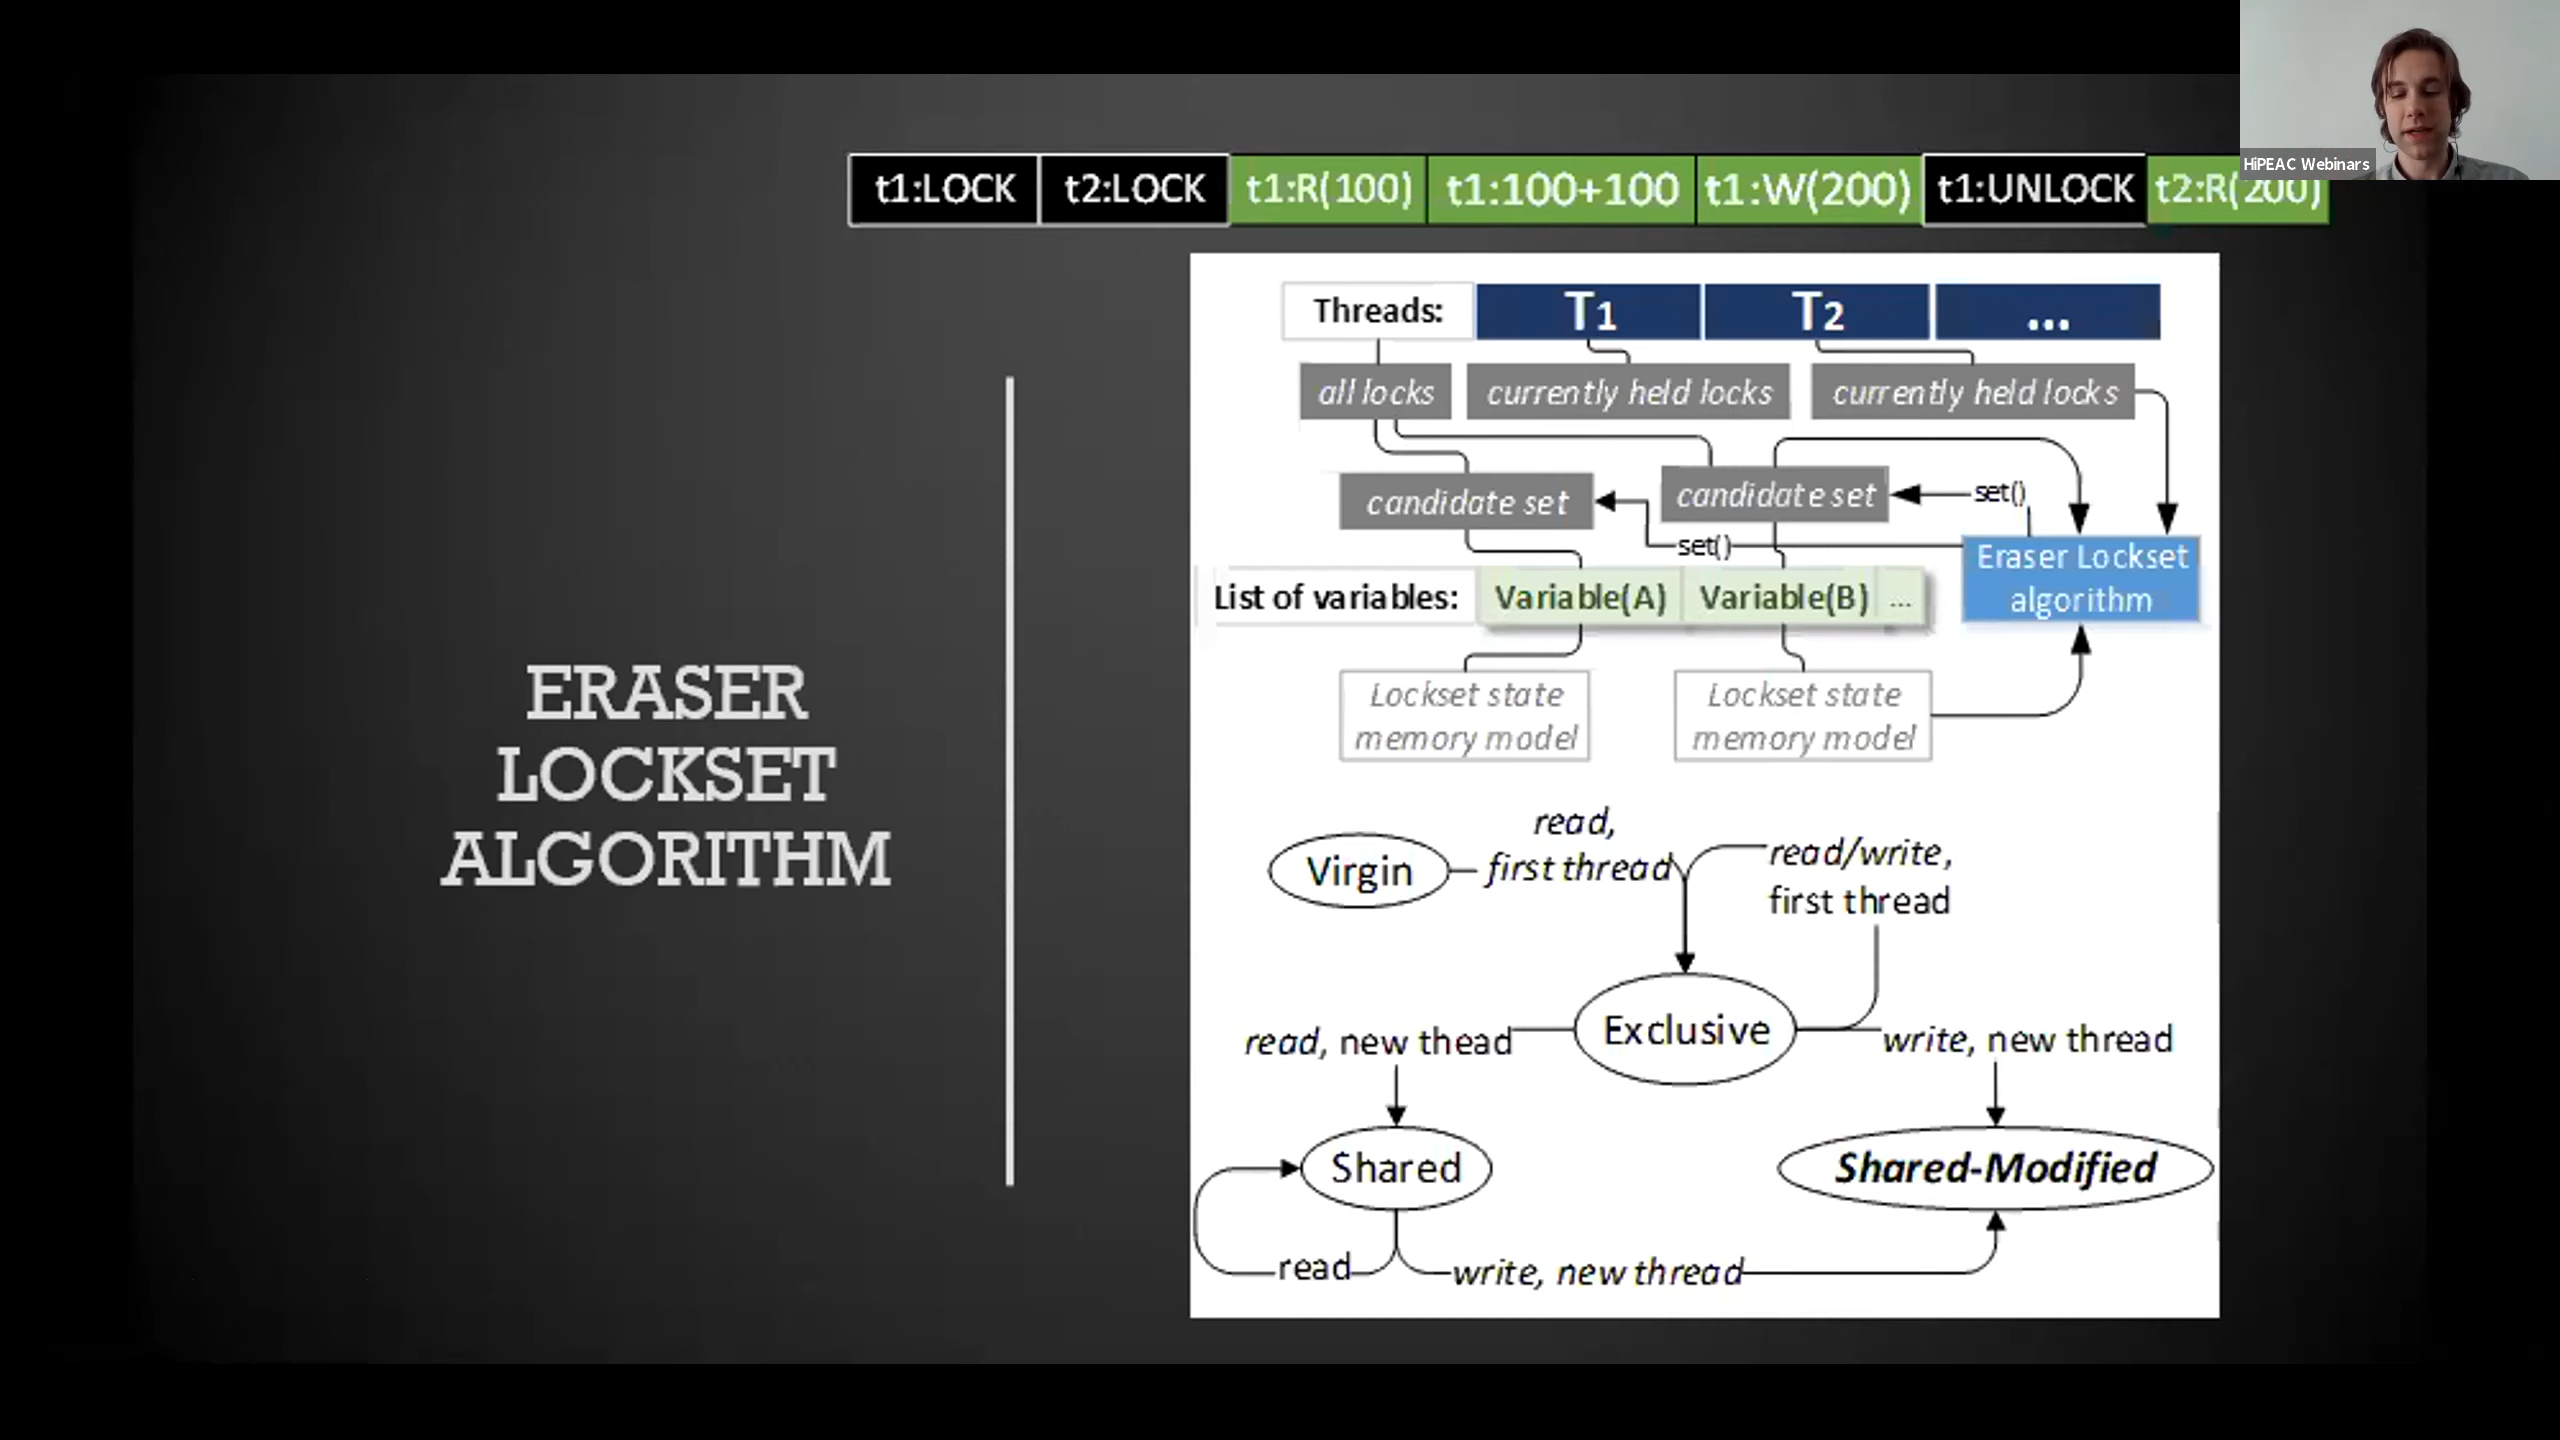 HiPEAC Webinars
t1:LOCK t2:LOCK t1:R(100) t1:100+100 t1:W(200) t1:UNLOCK t2:R(200)
ERASER
LOCKSET
ALGORITHM
Threads: T1 T2 ...
all locks currently held locks currently held locks
candidate set candidate set set()
set()
Eraser Lockset
algorithm
List of variables: Variable(A) Variable(B) ...
Lockset state
memory model
Lockset state
memory model
Virgin
read,
first thread
read/write,
first thread
Exclusive
read, new thead
write, new thread
Shared
Shared-Modified
read
write, new thread